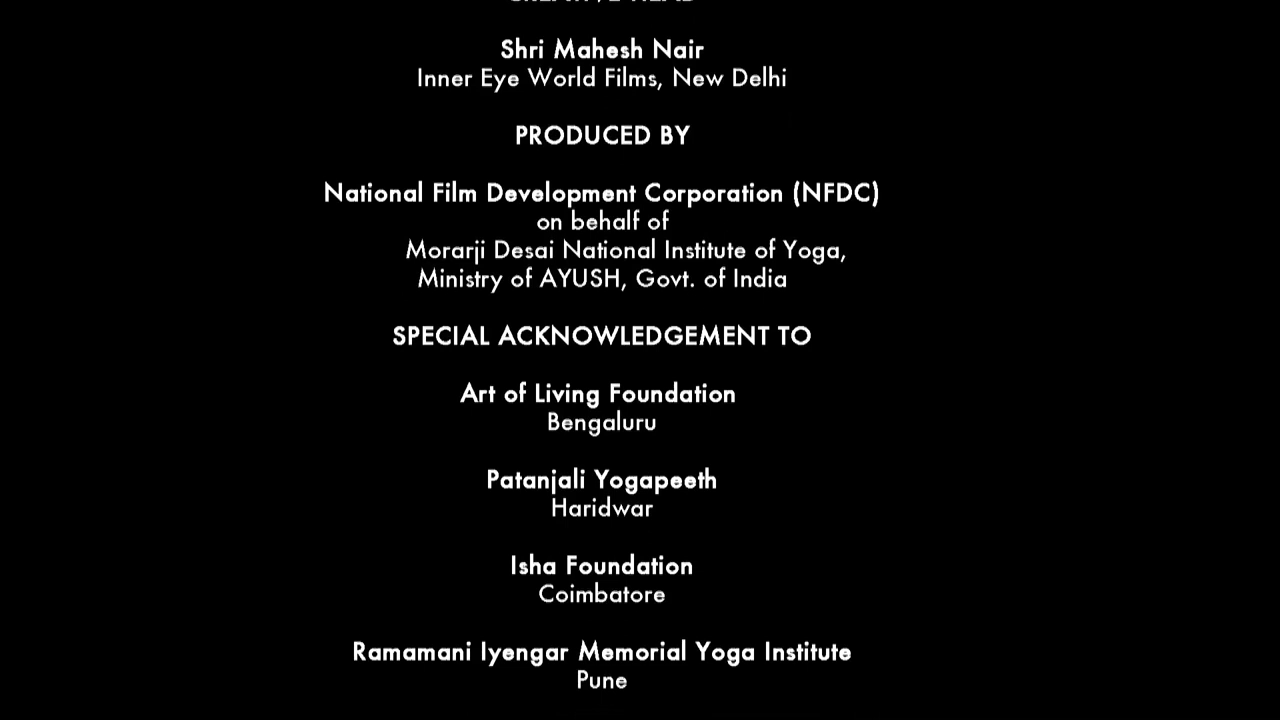 Shri Mahesh Nair
Inner Eye World Films, New Delhi
PRODUCED BY
National Film Development Corporation (NFDC)
on behalf of
Morarji Desai National Institute of Yoga,
Ministry of AYUSH, Govt. of India
SPECIAL ACKNOWLEDGEMENT TO
Art of Living Foundation
Bengaluru
Patanjali Yogapeeth
Haridwar
Isha Foundation
Coimbatore
Ramamani Iyengar Memorial Yoga Institute
Pune